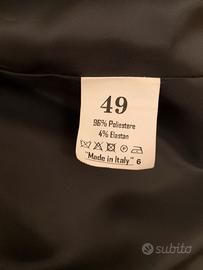 49
96% Poliestere
4% Elastan
"Made in Italy" 6
subito